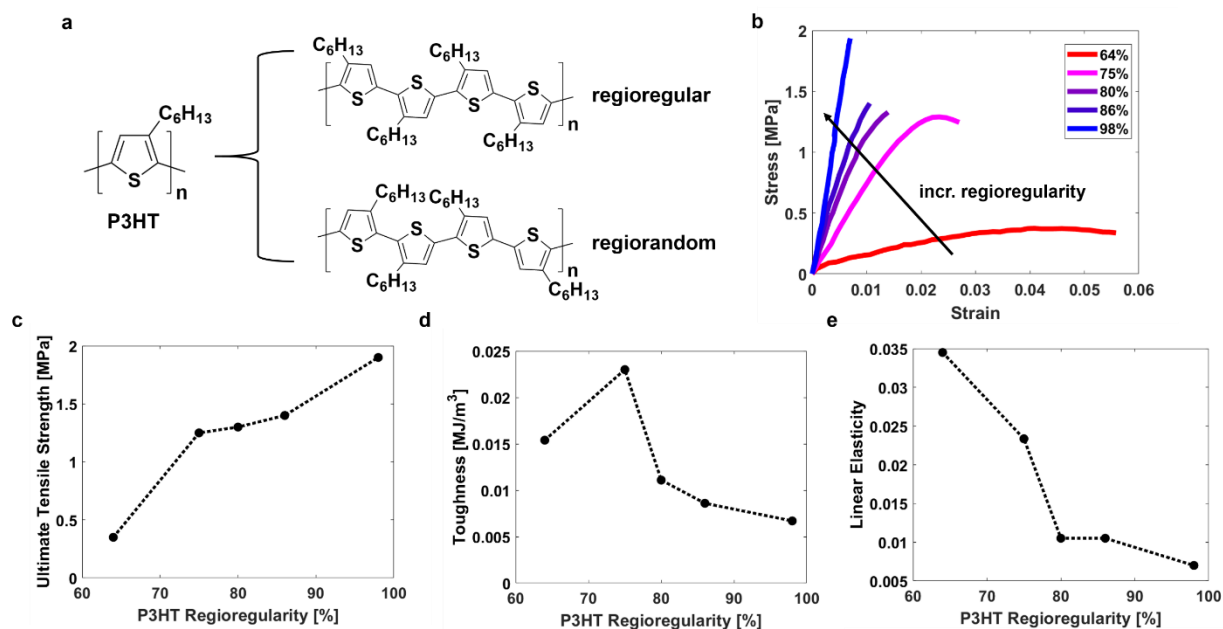 a
C6H13
S
n
P3HT
C6H13
C6H13
S
S
S
S
n
C6H13
C6H13
regioregular
C6H13
C6H13
S
S
S
S
n
C6H13
C6H13
regiorandom
b
Stress [MPa]
2
1.5
1
0.5
0
0 0.01 0.02 0.03 0.04 0.05 0.06
Strain
64%
75%
80%
86%
98%
incr. regioregularity
c
Ultimate Tensile Strength [MPa]
2
1.5
1
0.5
0
60 70 80 90 100
P3HT Regioregularity [%]
d
Toughness [MJ/m³]
0.025
0.02
0.015
0.01
0.005
0
60 70 80 90 100
P3HT Regioregularity [%]
e
Linear Elasticity
0.035
0.03
0.025
0.02
0.015
0.01
0.005
60 70 80 90 100
P3HT Regioregularity [%]